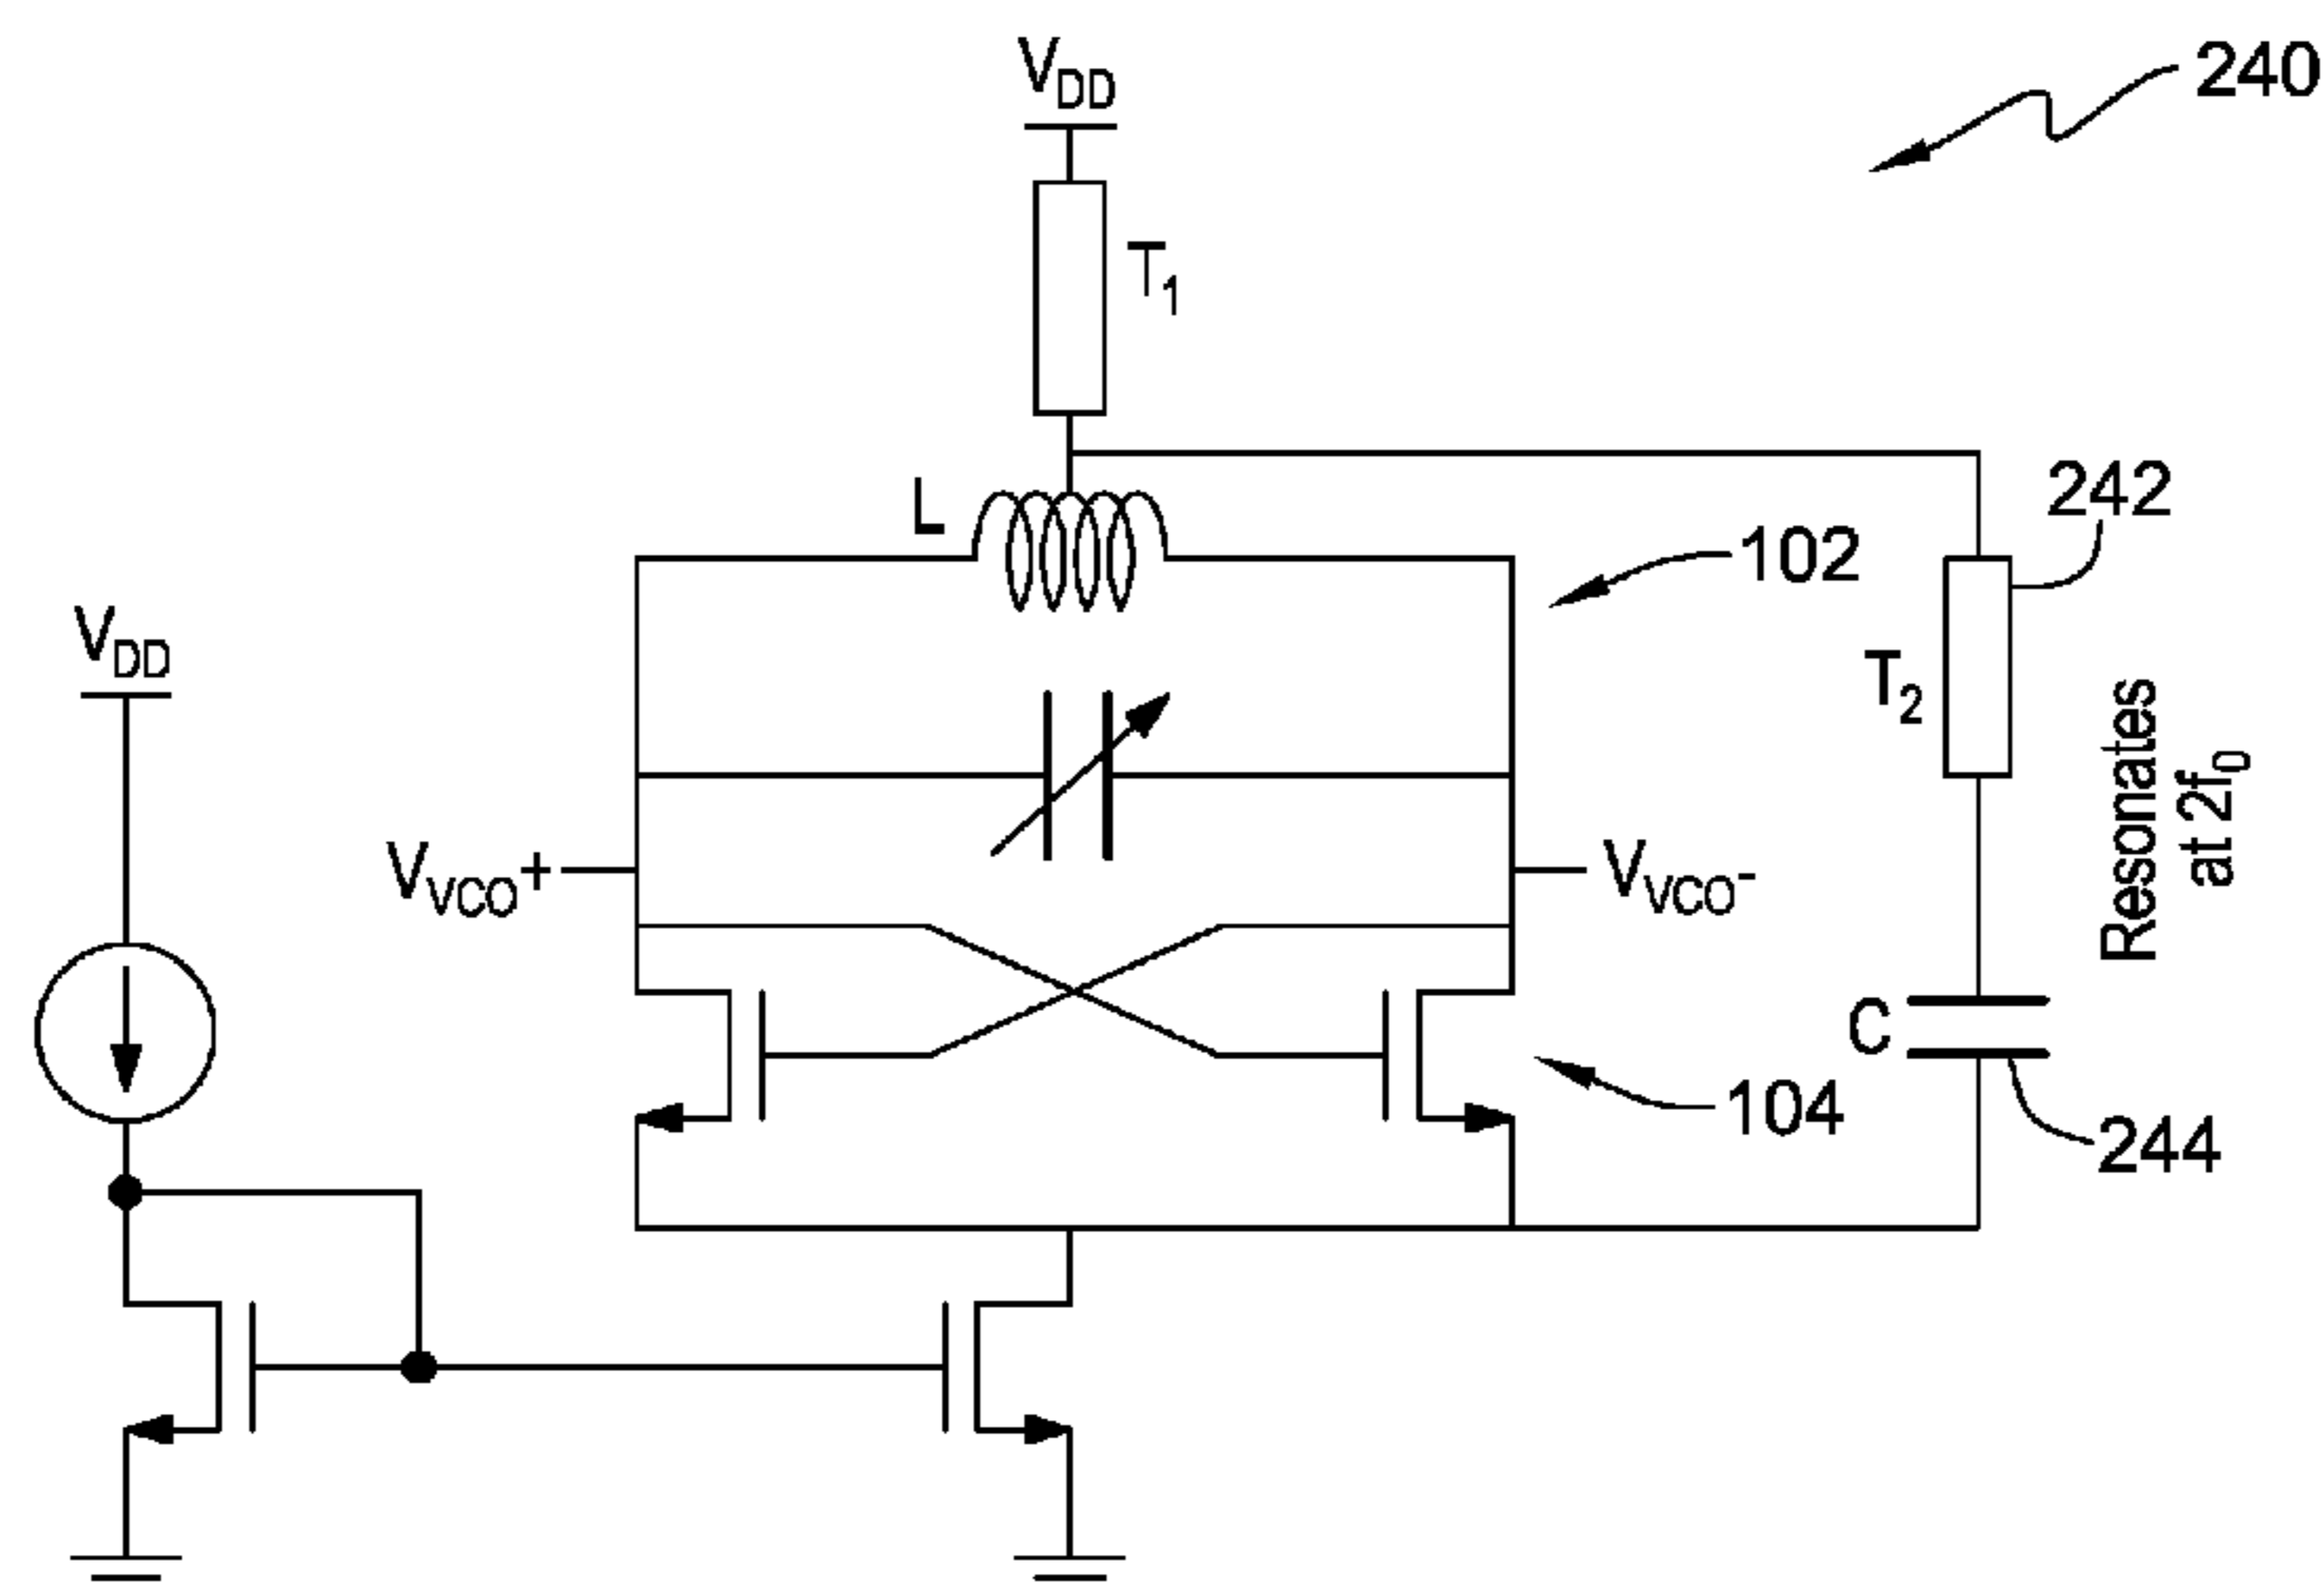 VDD
240
T1
242
L
102
VDD
T2
Resonates
at 2f0
VVCO+
VVCO-
C
104
244